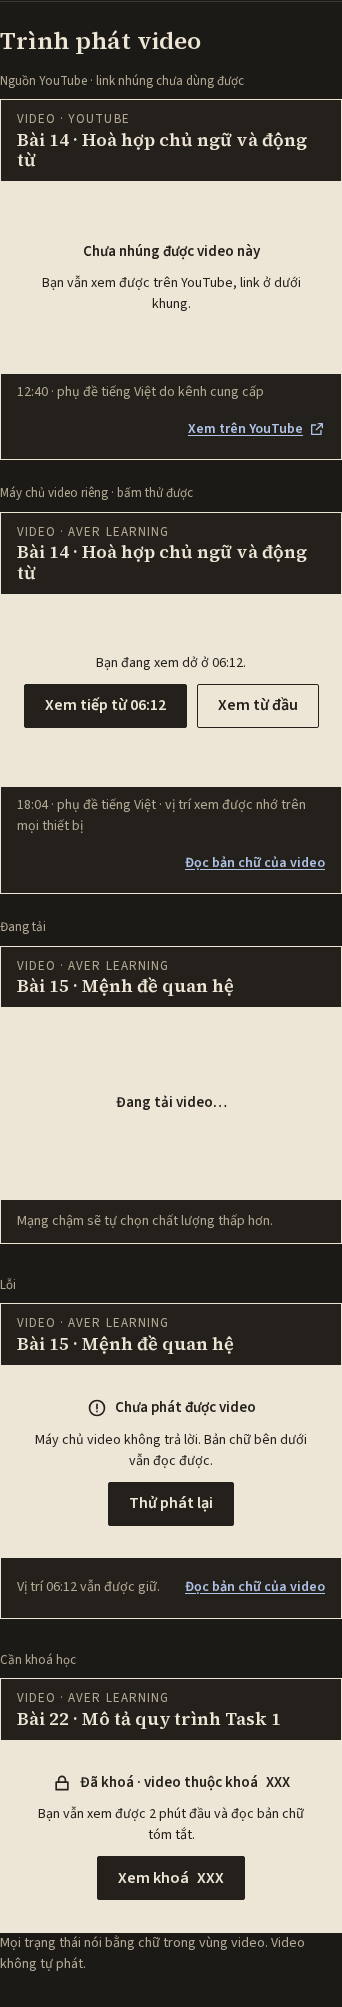 Trình phát video
Nguồn YouTube · link nhúng chưa dùng được
VIDEO · YOUTUBE
Bài 14 · Hoà hợp chủ ngữ và động
từ
Chưa nhúng được video này
Bạn vẫn xem được trên YouTube, link ở dưới
khung.
12:40 · phụ đề tiếng Việt do kênh cung cấp
Xem trên YouTube
Máy chủ video riêng · bấm thử được
VIDEO · AVER LEARNING
Bài 14 · Hoà hợp chủ ngữ và động
từ
Bạn đang xem dở ở 06:12.
Xem tiếp từ 06:12 Xem từ đầu
18:04 · phụ đề tiếng Việt · vị trí xem được nhớ trên
mọi thiết bị
Đọc bản chữ của video
Đang tải
VIDEO · AVER LEARNING
Bài 15 · Mệnh đề quan hệ
Đang tải video…
Mạng chậm sẽ tự chọn chất lượng thấp hơn.
Lỗi
VIDEO · AVER LEARNING
Bài 15 · Mệnh đề quan hệ
Chưa phát được video
Máy chủ video không trả lời. Bản chữ bên dưới
vẫn đọc được.
Thử phát lại
Vị trí 06:12 vẫn được giữ. Đọc bản chữ của video
Cần khoá học
VIDEO · AVER LEARNING
Bài 22 · Mô tả quy trình Task 1
Đã khoá · video thuộc khoá XXX
Bạn vẫn xem được 2 phút đầu và đọc bản chữ
tóm tắt.
Xem khoá XXX
Mọi trạng thái nói bằng chữ trong vùng video. Video
không tự phát.